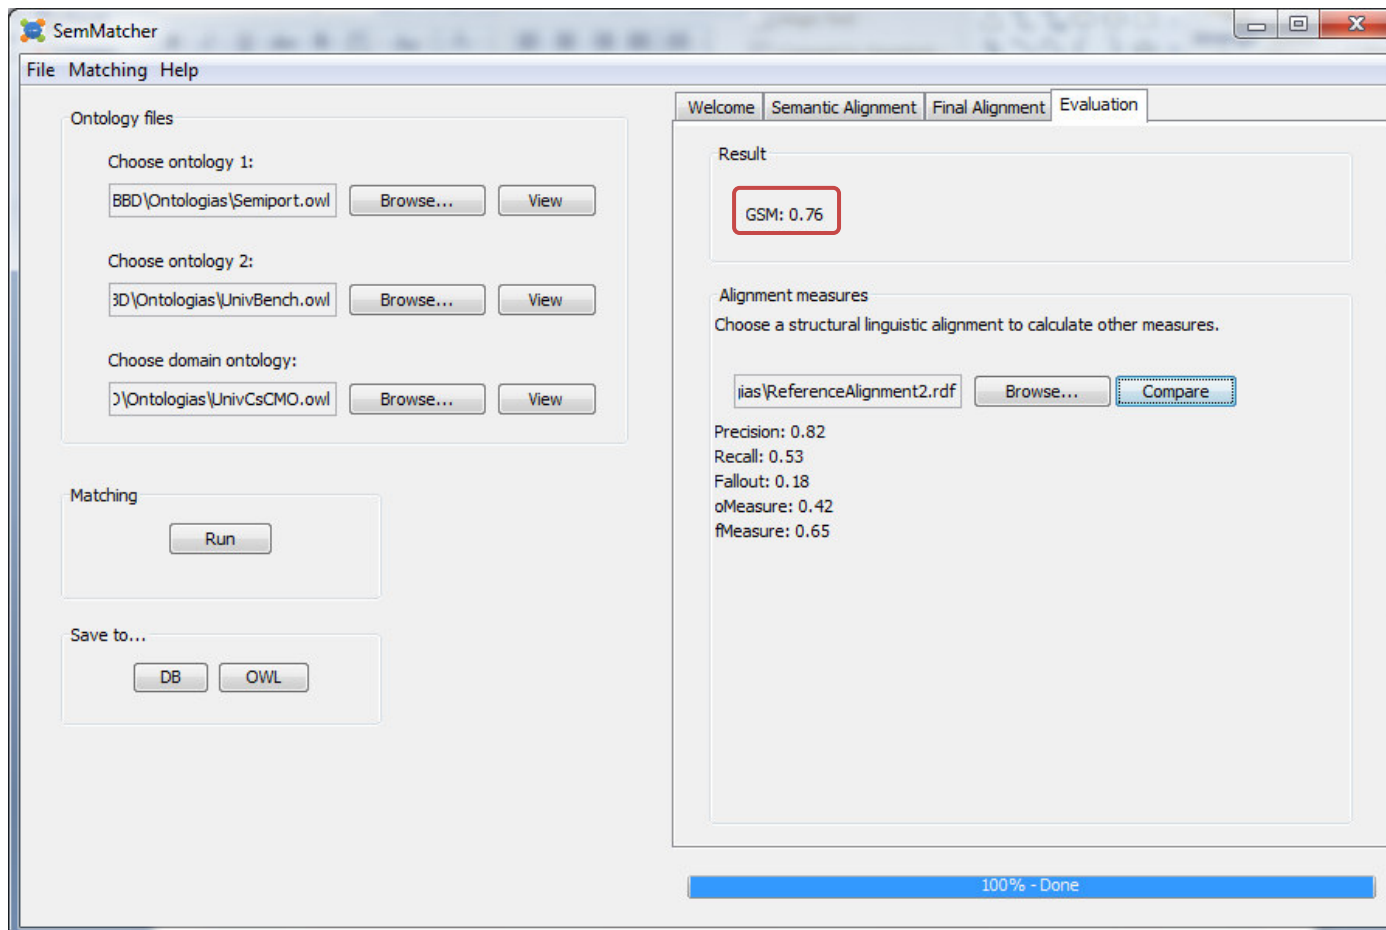 SemMatcher
File Matching Help
Ontology files
Choose ontology 1:
BBD\Ontologias\Semiport.owl Browse... View
Choose ontology 2:
3D\Ontologias\UnivBench.owl Browse... View
Choose domain ontology:
\Ontologias\UnivCsCMO.owl Browse... View
Matching
Run
Save to...
DB OWL
Welcome Semantic Alignment Final Alignment Evaluation
Result
GSM: 0.76
Alignment measures
Choose a structural linguistic alignment to calculate other measures.
jias\ReferenceAlignment2.rdf Browse... Compare
Precision: 0.82
Recall: 0.53
Fallout: 0.18
oMeasure: 0.42
fMeasure: 0.65
100% - Done